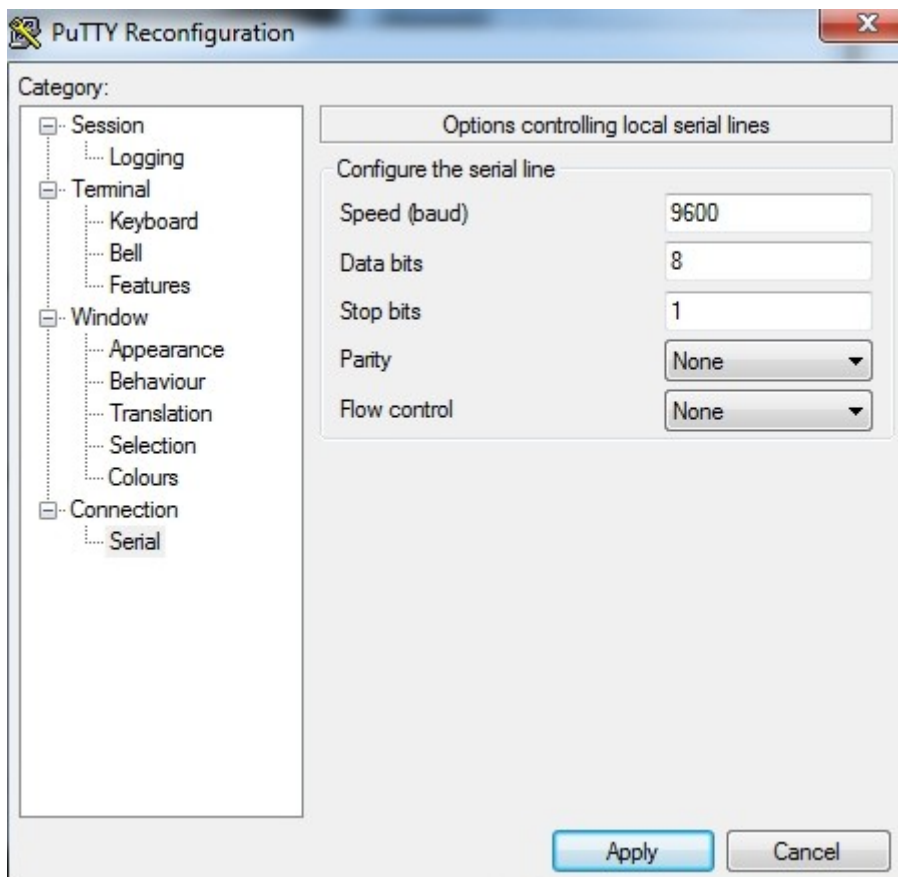 PuTTY Reconfiguration
X
Category:
Session
Logging
Terminal
Keyboard
Bell
Features
Window
Appearance
Behaviour
Translation
Selection
Colours
Connection
Serial
Options controlling local serial lines
Configure the serial line
Speed (baud) 9600
Data bits 8
Stop bits 1
Parity None
Flow control None
Apply Cancel